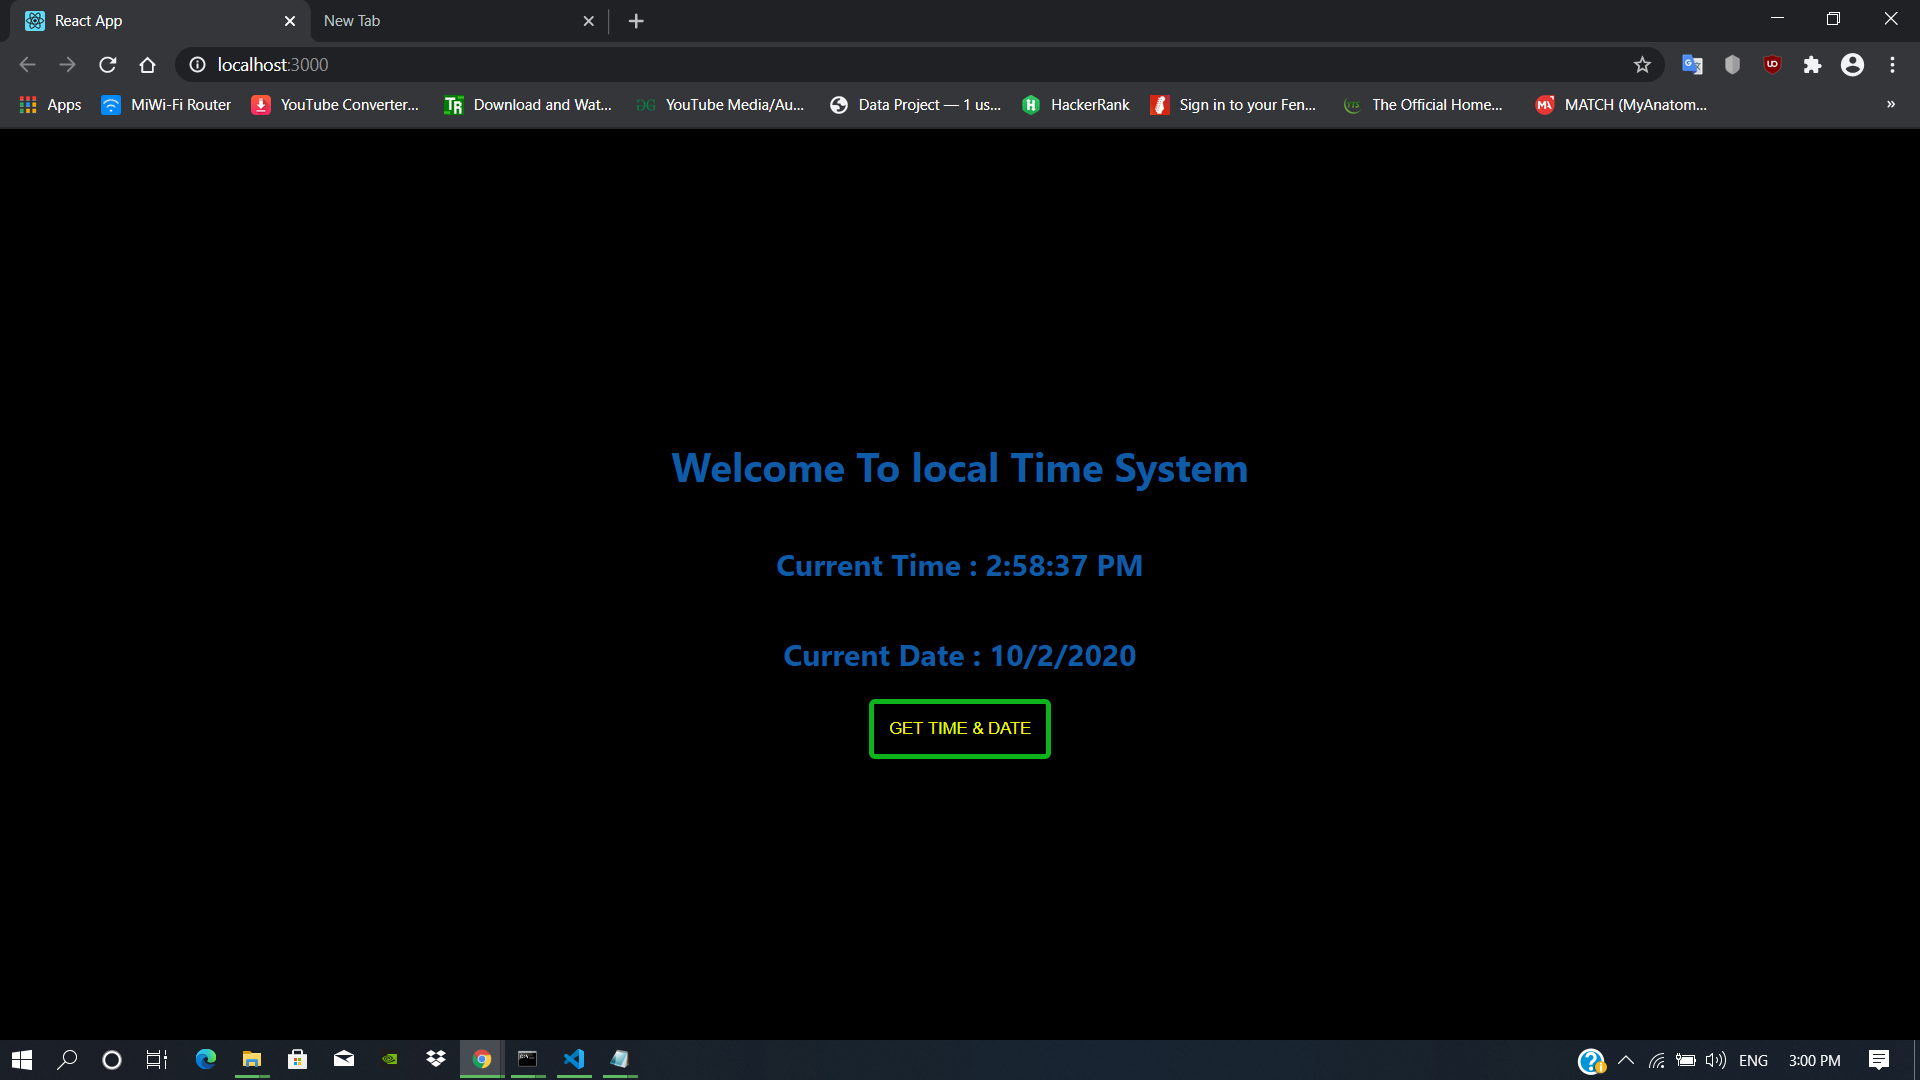 React App
New Tab
localhost:3000
Apps
MiWi-Fi Router
YouTube Converter...
TR
Download and Wat...
YouTube Media/Au...
Data Project — 1 us...
H
HackerRank
Sign in to your Fen...
The Official Home...
MATCH (MyAnatom...
»
Welcome To local Time System
Current Time : 2:58:37 PM
Current Date : 10/2/2020
GET TIME & DATE
ENG
3:00 PM